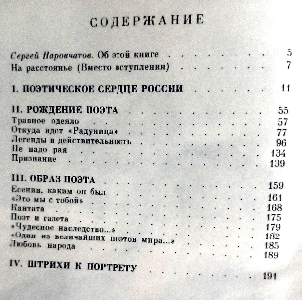 СОДЕРЖАНИЕ
Сергей Наровчатов. Об этой книге 5
На расстоянье (Вместо вступления) 7
I. ПОЭТИЧЕСКОЕ СЕРДЦЕ РОССИИ 11
II. РОЖДЕНИЕ ПОЭТА 55
Травное одеяло 57
Откуда идет «Радуница» 77
Легенды и действительность 96
Не надо рая 134
Признание 139
III. ОБРАЗ ПОЭТА 159
Есенин, каким он был 161
«Это мы с тобой» 168
Кантата 175
Поэт и газета 179
«Чудесное наследство...» 182
«Один из величайших поэтов мира...» 185
Любовь народа 189
IV. ШТРИХИ К ПОРТРЕТУ 191